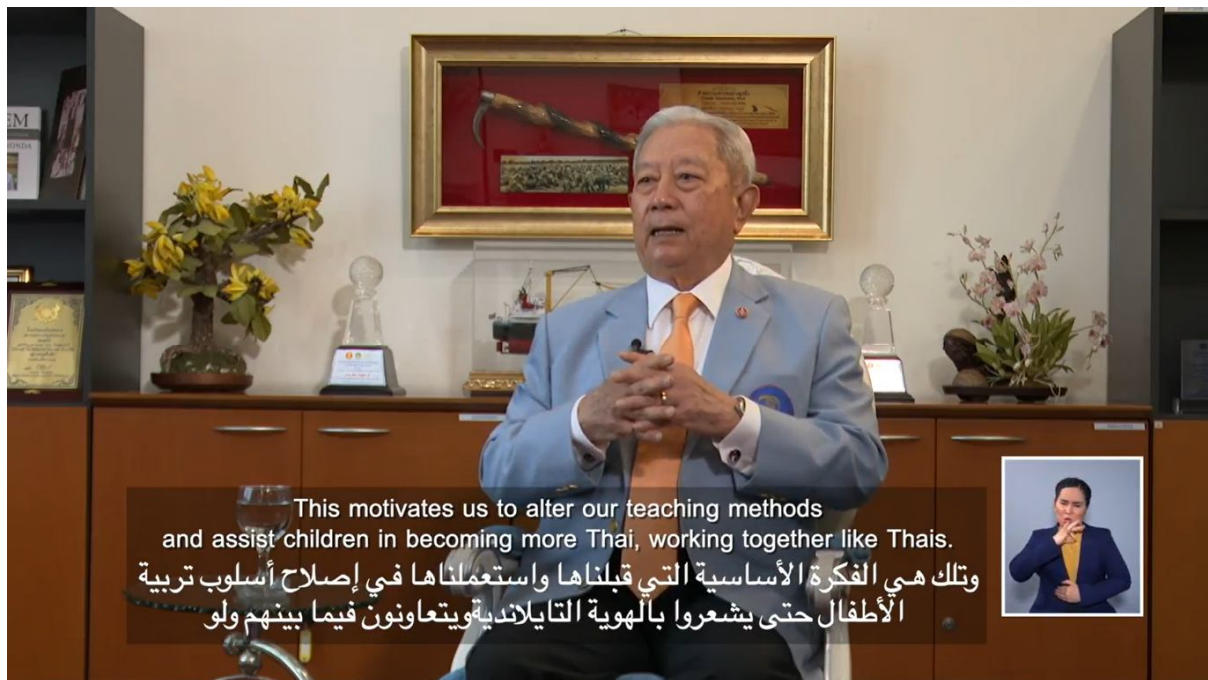 EM
This motivates us to alter our teaching methods
and assist children in becoming more Thai, working together like Thais.
وتلك هي الفكرة الأساسية التي قبلناها واستعملناها في إصلاح أسلوب تربية
الأطفال حتى يشعروا بالهوية التايلانديةويتعاونون فيما بينهم ولو